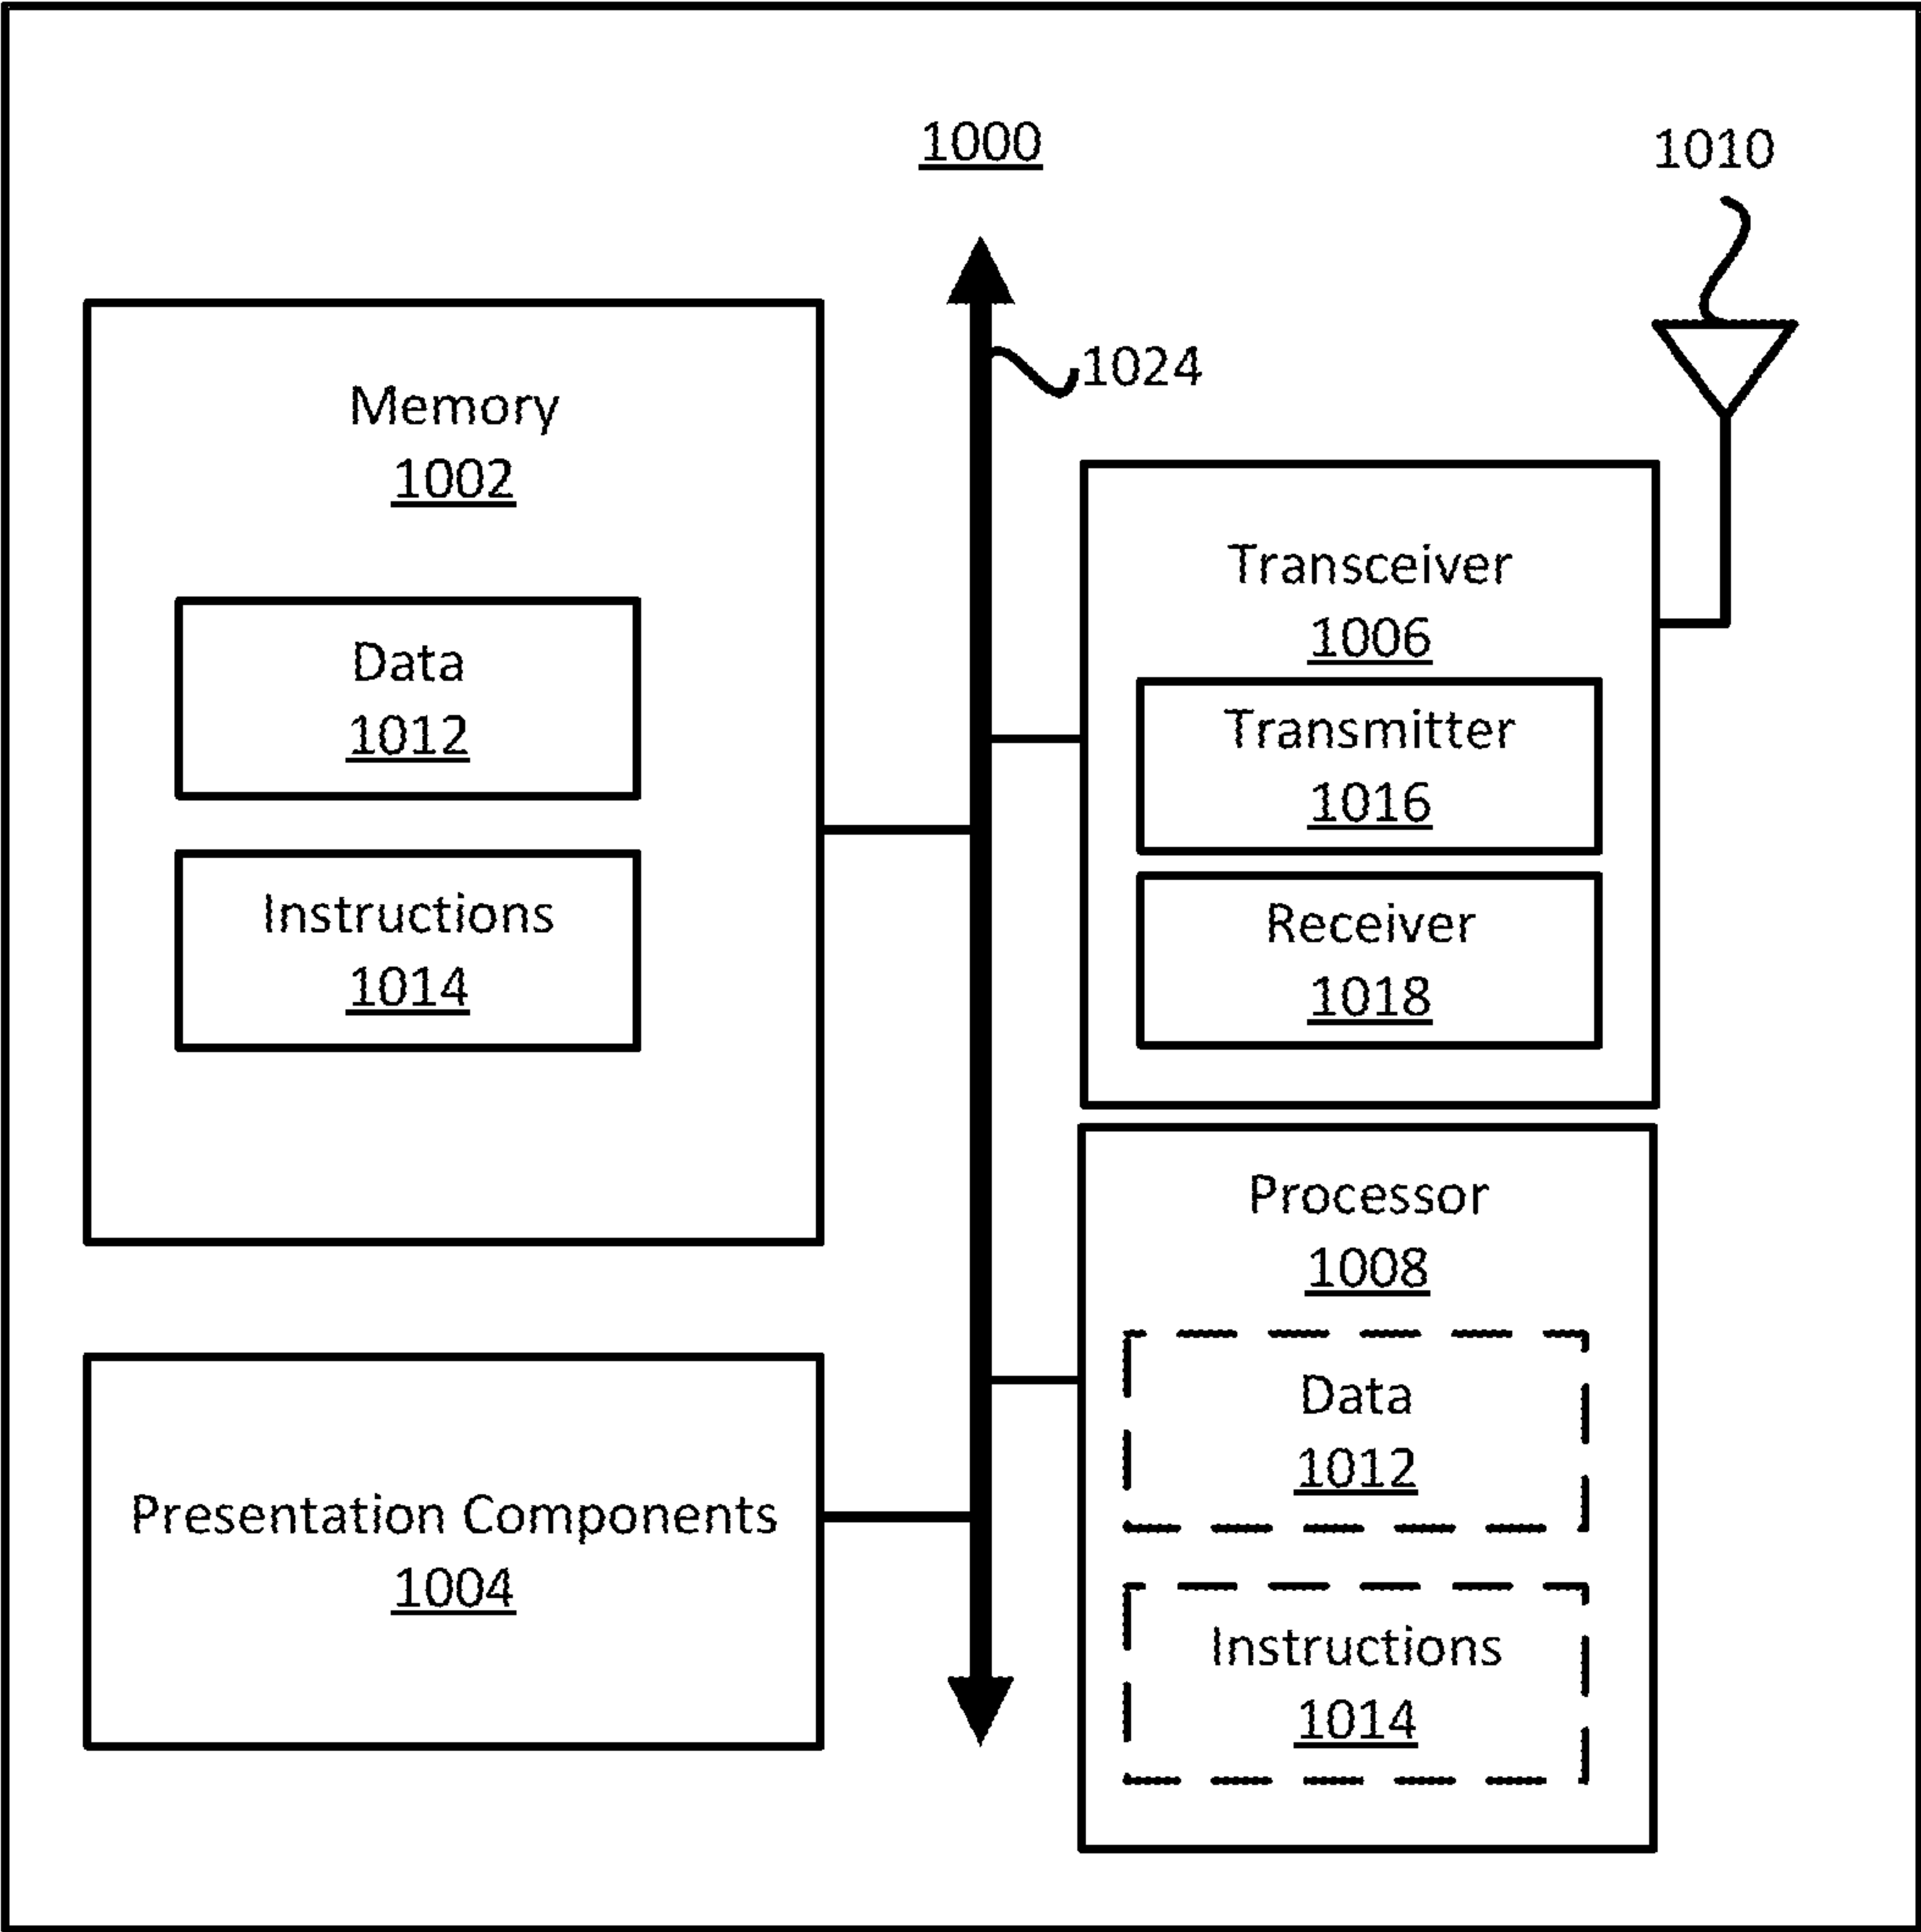 1000
1010
1024
Memory
1002
Data
1012
Instructions
1014
Transceiver
1006
Transmitter
1016
Receiver
1018
Presentation Components
1004
Processor
1008
Data
1012
Instructions
1014